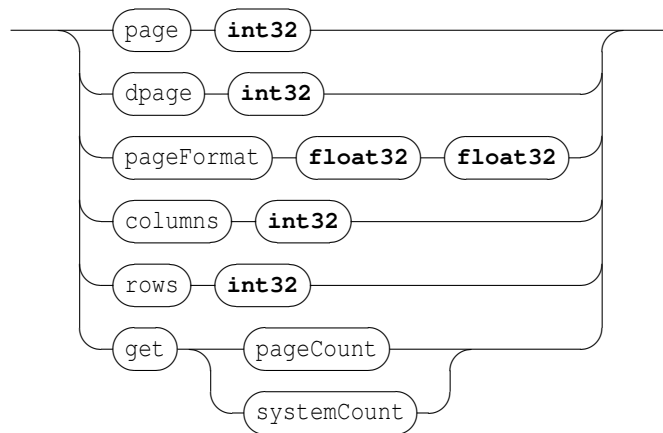 page int32
dpage int32
pageFormat float32 float32
columns int32
rows int32
get pageCount
systemCount